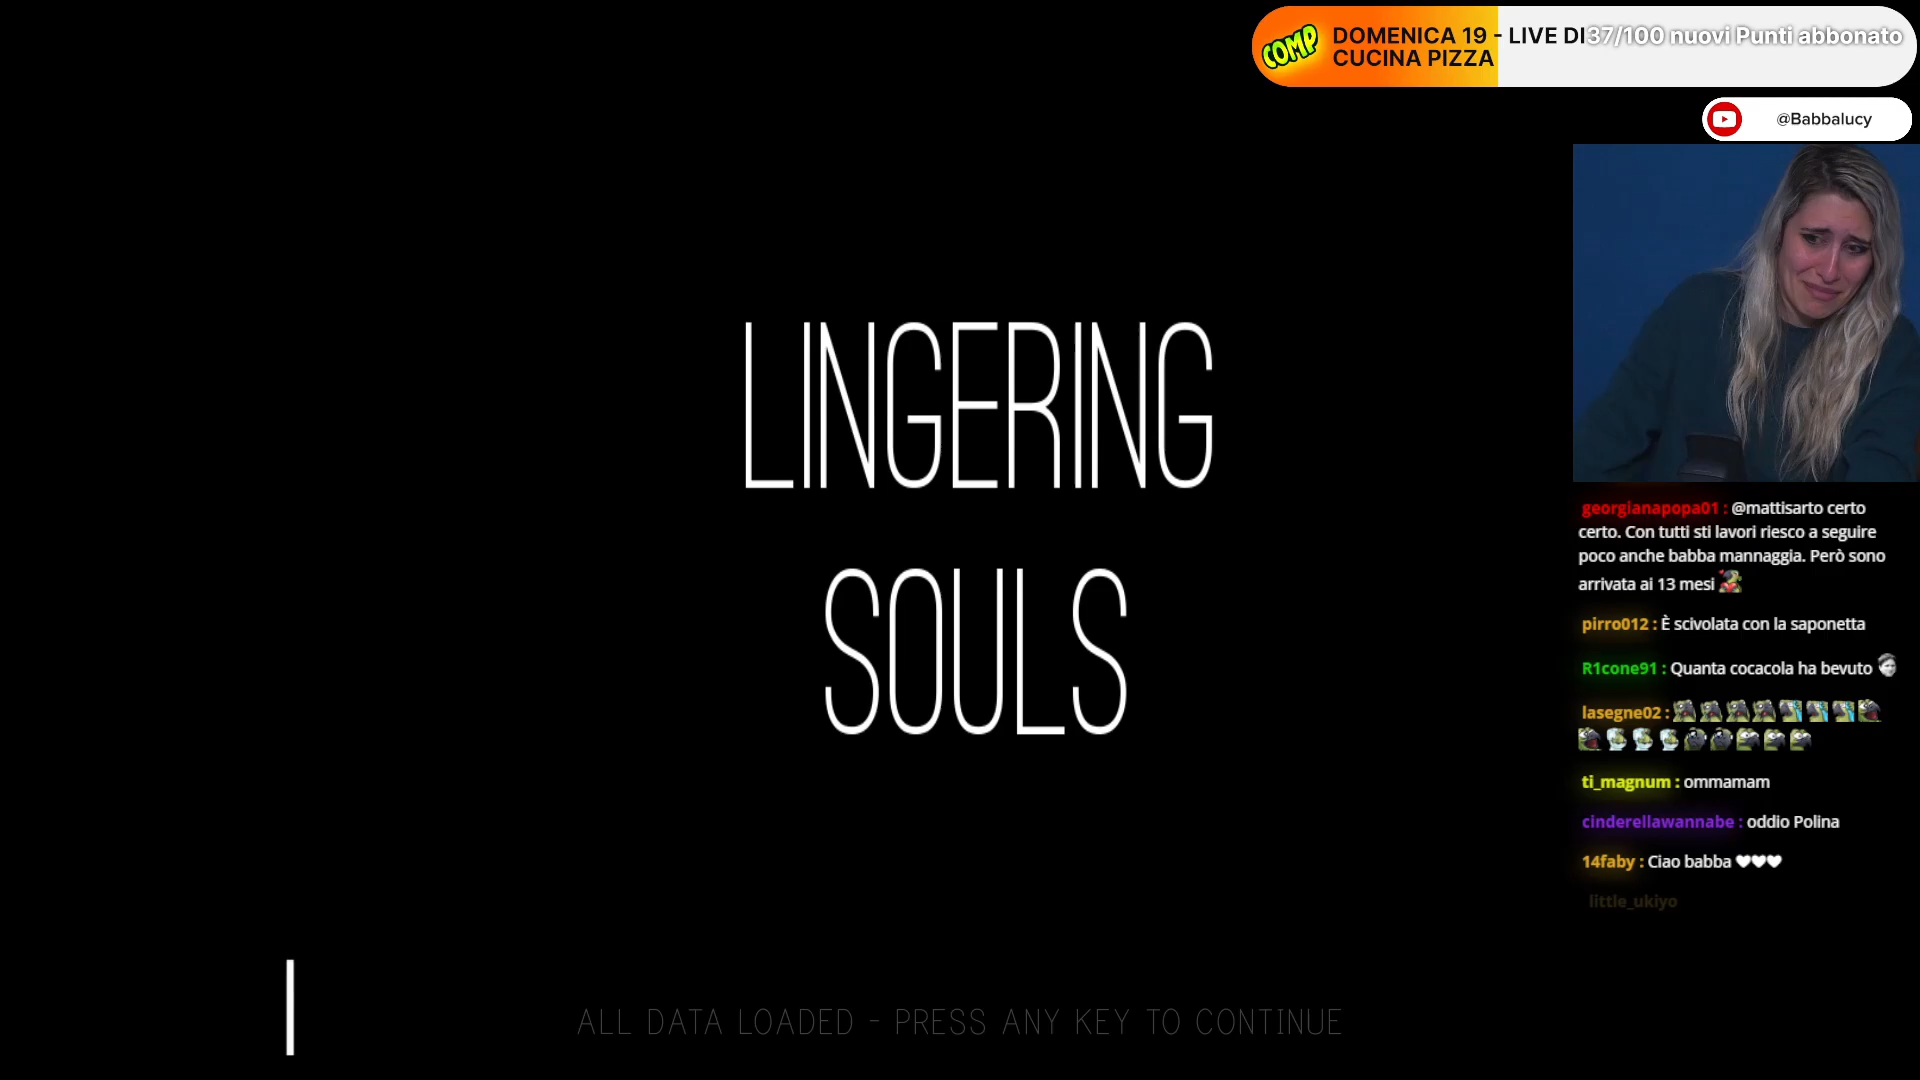 COMP
DOMENICA 19 - LIVE DI
CUCINA PIZZA
37/100 nuovi Punti abbonato
@Babbalucy
LINGERING
SOULS
georgianapopa01 : @mattisarto certo
certo. Con tutti sti lavori riesco a seguire
poco anche babba mannaggia. Però sono
arrivata ai 13 mesi
pirro012 : È scivolata con la saponetta
R1cone91 : Quanta cocacola ha bevuto
lasegne02 :
ti_magnum : ommamam
cinderellawannabe : oddio Polina
14faby : Ciao babba ♥♥♥
little_ukiyo
ALL DATA LOADED - PRESS ANY KEY TO CONTINUE